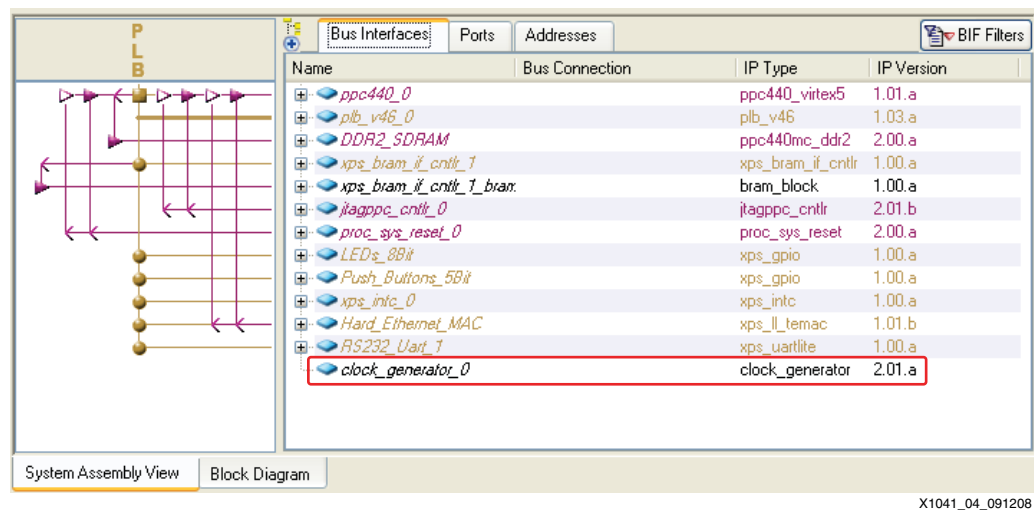 P
L
B
Bus Interfaces Ports Addresses BIF Filters
Name Bus Connection IP Type IP Version
ppc440_0 ppc440_virtex5 1.01.a
plb_v46_0 plb_v46 1.03.a
DDR2_SDRAM ppc440mc_ddr2 2.00.a
xps_bram_if_cntlr_1 xps_bram_if_cntlr 1.00.a
xps_bram_if_cntlr_1_bram bram_block 1.00.a
jtagppc_cntlr_0 jtagppc_cntlr 2.01.b
proc_sys_reset_0 proc_sys_reset 2.00.a
LEDs_8Bit xps_gpio 1.00.a
Push_Buttons_5Bit xps_gpio 1.00.a
xps_intc_0 xps_intc 1.00.a
Hard_Ethernet_MAC xps_ll_temac 1.01.b
RS232_Uart_1 xps_uartlite 1.00.a
clock_generator_0 clock_generator 2.01.a
System Assembly View Block Diagram
X1041_04_091208